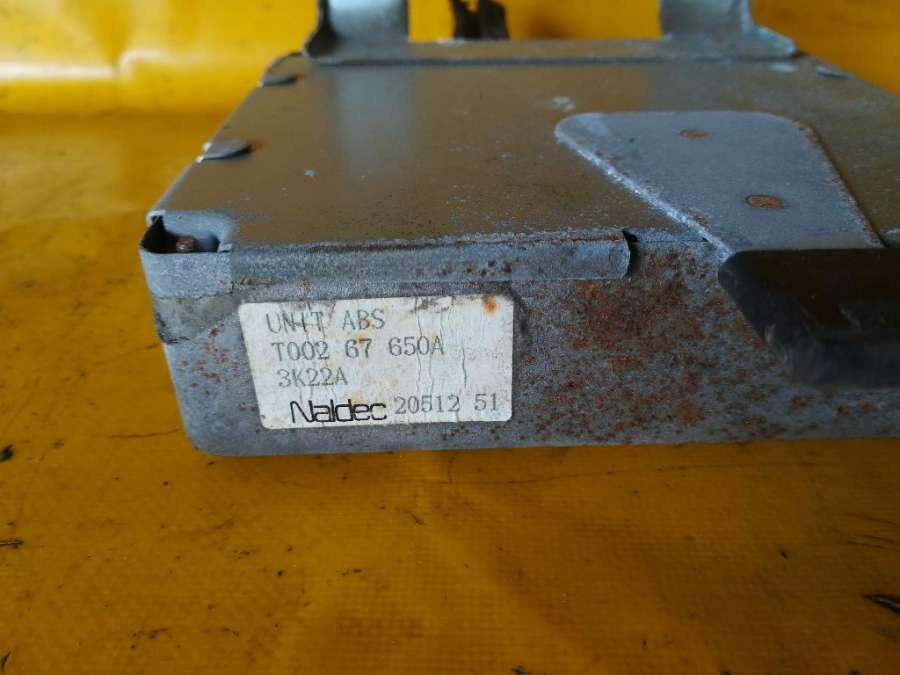 UNIT ABS
T002 67 650A
3K22A
Naldec 20512 51